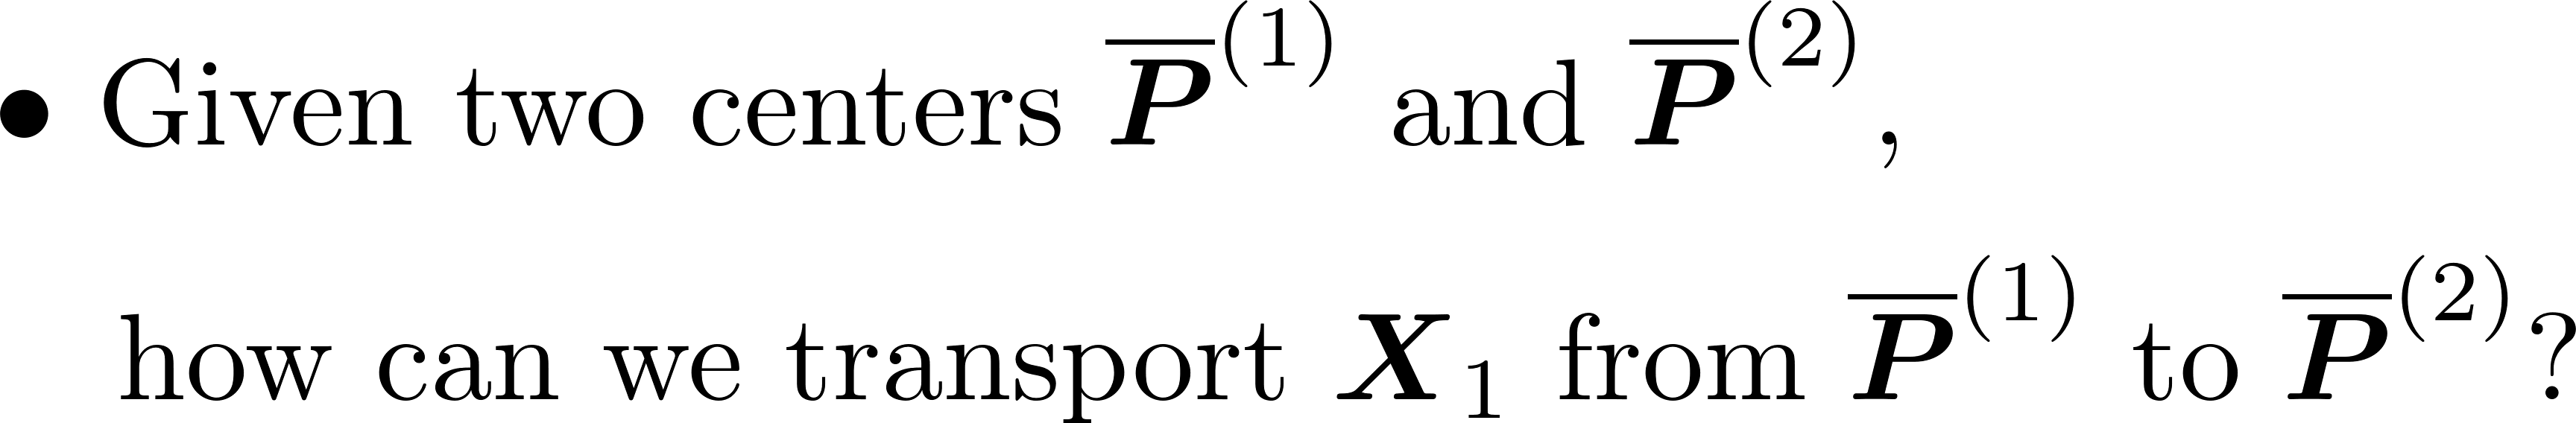 • Given two centers $\overline{\boldsymbol{P}}^{(1)}$ and $\overline{\boldsymbol{P}}^{(2)}$,
how can we transport $\boldsymbol{X}_1$ from $\overline{\boldsymbol{P}}^{(1)}$ to $\overline{\boldsymbol{P}}^{(2)}$?